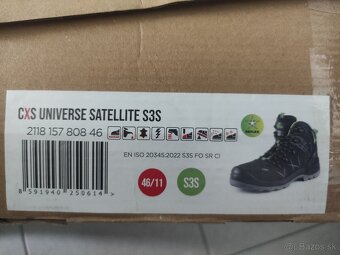 CXS UNIVERSE SATELLITE S3S
2118 157 808 46
EN ISO 20345:2022 S3S FO SR CI
8 591940 250614
46/11
S3S
bazos.sk